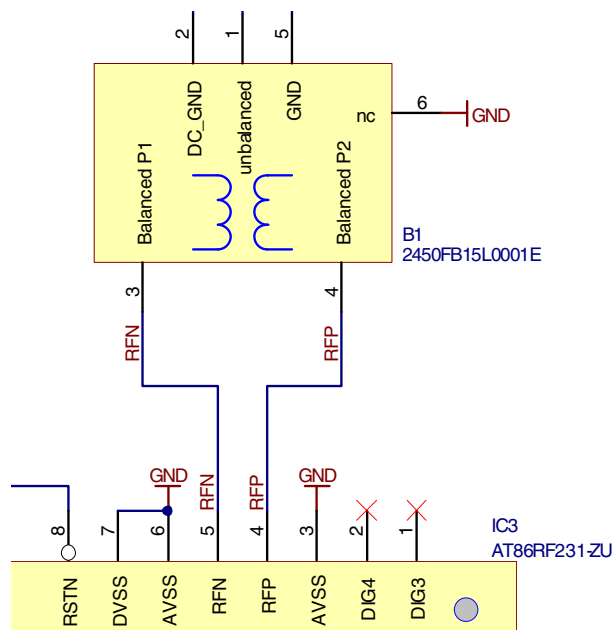 2
1
5
DC_GND
unbalanced
GND
nc
6
GND
Balanced P1
Balanced P2
B1
2450FB15L0001E
3
4
RFN
RFP
GND
RFN
RFP
GND
8
7
6
5
4
3
2
1
IC3
AT86RF231-ZU
RSTN
DVSS
AVSS
RFN
RFP
AVSS
DIG4
DIG3